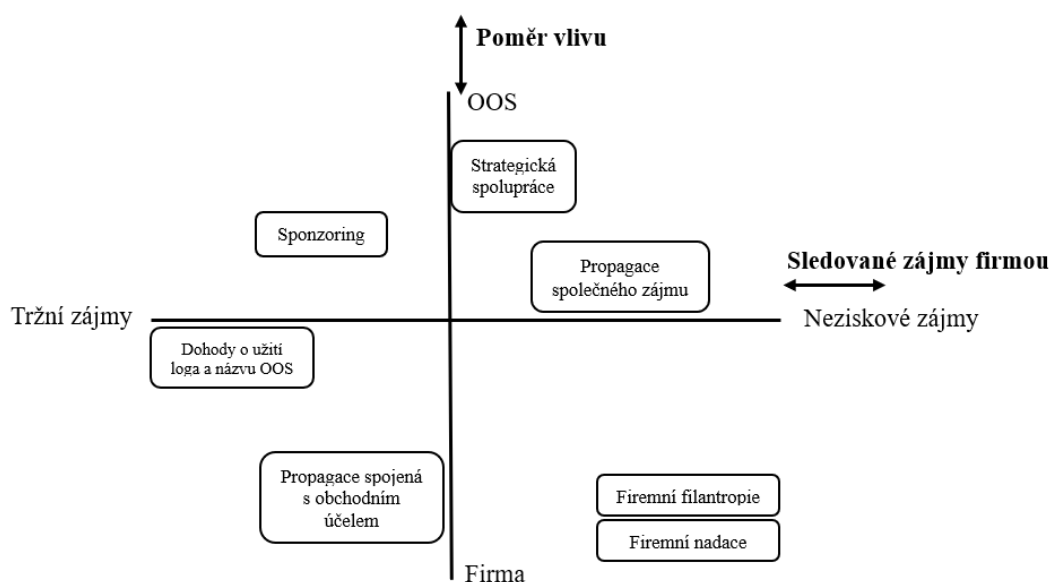 Poměr vlivu
OOS
Strategická
spolupráce
Sponzoring
Propagace
společného zájmu
Sledované zájmy firmou
Tržní zájmy
Neziskové zájmy
Dohody o užití
loga a názvu OOS
Propagace spojená
s obchodním
účelem
Firemní filantropie
Firemní nadace
Firma